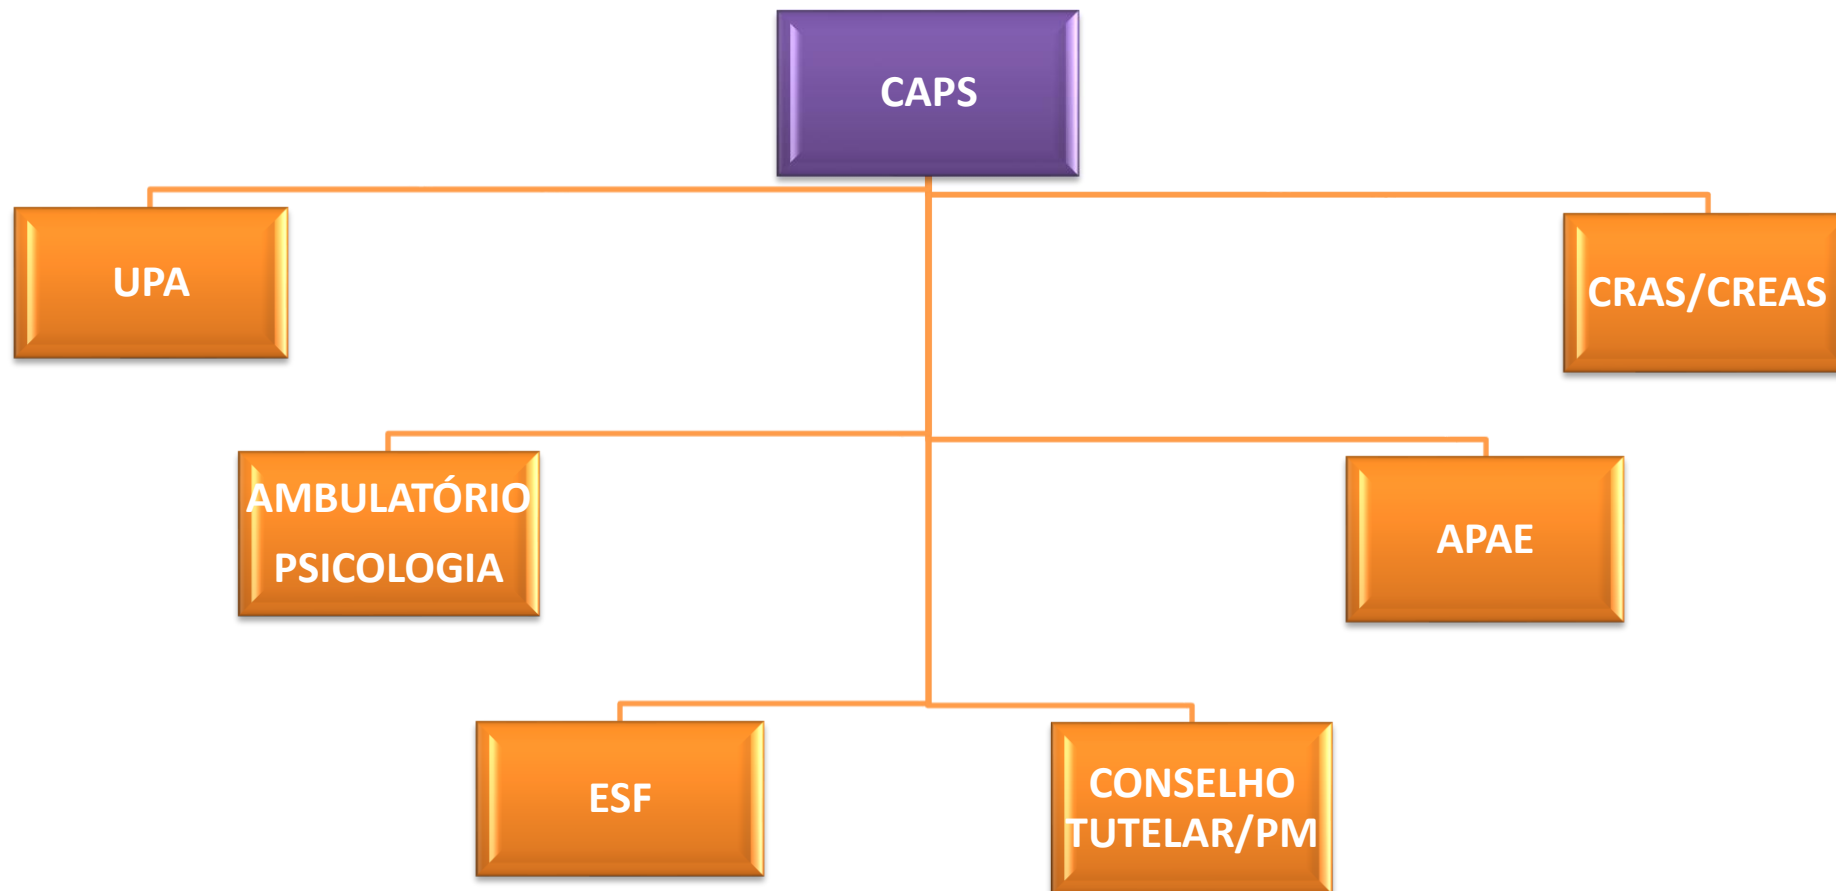 CAPS
UPA
CRAS/CREAS
AMBULATÓRIO
PSICOLOGIA
APAE
ESF
CONSELHO
TUTELAR/PM